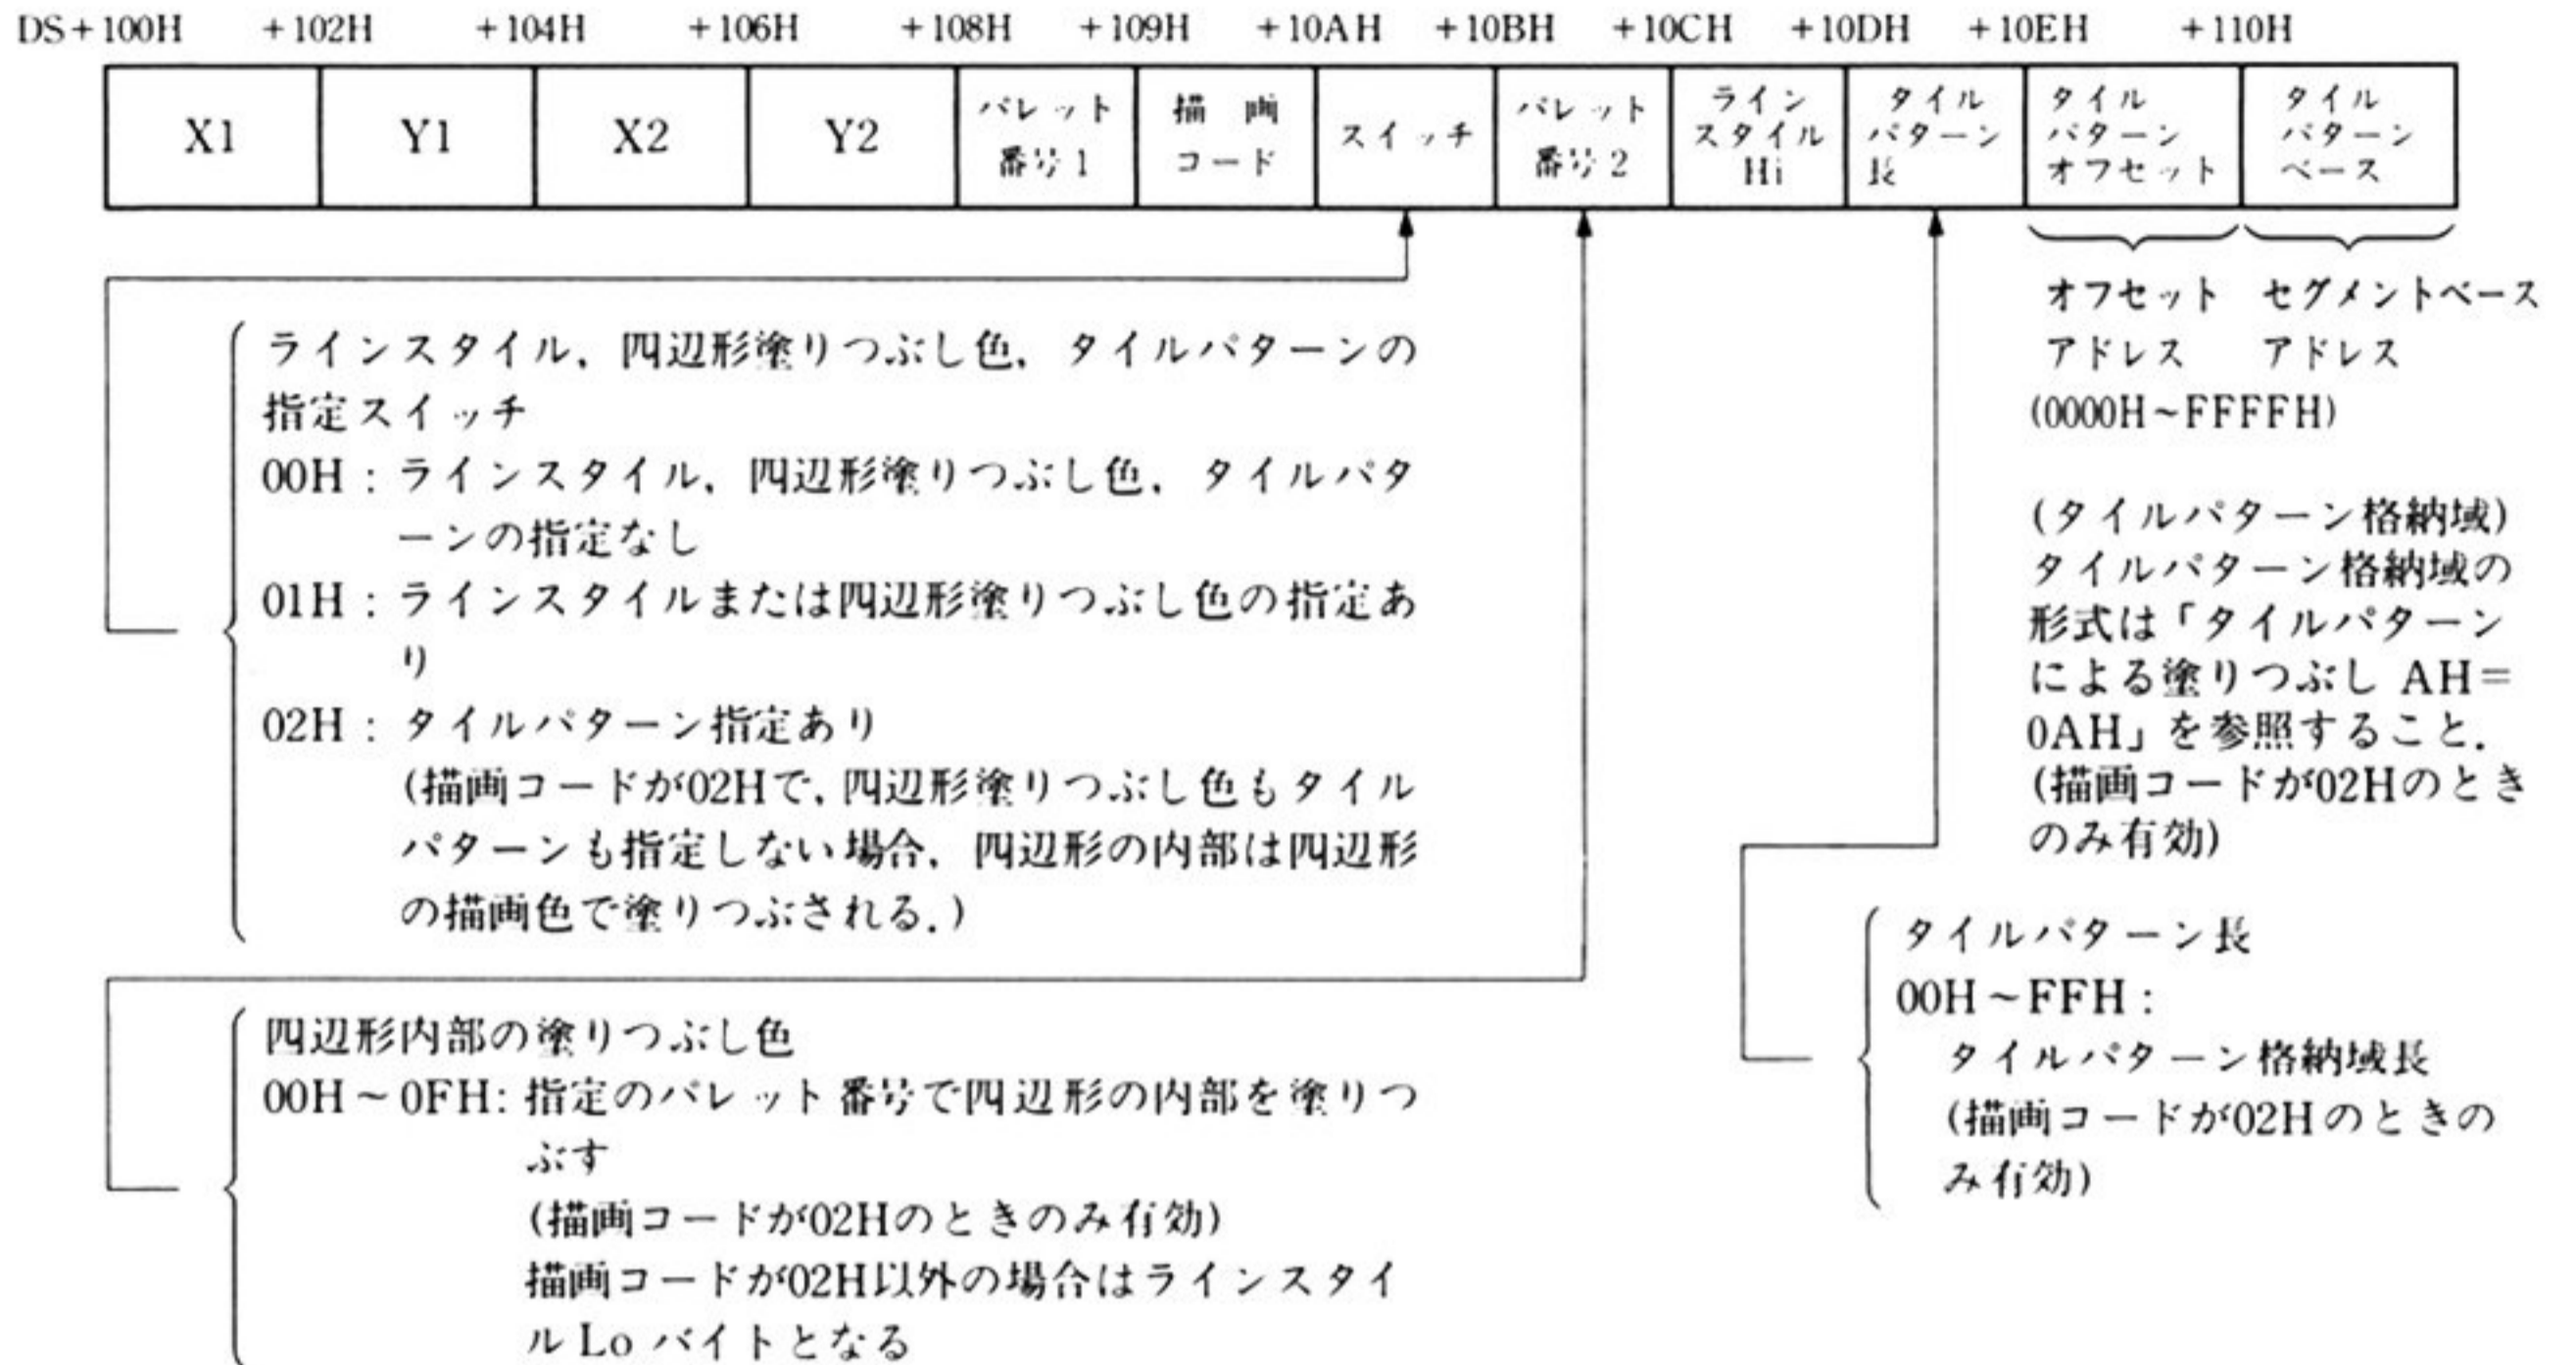 DS+100H +102H +104H +106H +108H +109H +10AH +10BH +10CH +10DH +10EH +110H
X1
Y1
X2
Y2
パレット
番号1
描 画
コード
スイッチ
パレット
番号2
ライン
スタイル
Hi
タイル
パターン
長
タイル
パターン
オフセット
タイル
パターン
ベース
ラインスタイル，四辺形塗りつぶし色，タイルパターンの
指定スイッチ
00H：ラインスタイル，四辺形塗りつぶし色，タイルパタ
ーンの指定なし
01H：ラインスタイルまたは四辺形塗りつぶし色の指定あ
り
02H：タイルパターン指定あり
(描画コードが02Hで，四辺形塗りつぶし色もタイル
パターンも指定しない場合，四辺形の内部は四辺形
の描画色で塗りつぶされる．)
四辺形内部の塗りつぶし色
00H～0FH：指定のパレット番号で四辺形の内部を塗りつ
ぶす
(描画コードが02Hのときのみ有効)
描画コードが02H以外の場合はラインスタイ
ル Lo バイトとなる
オフセット
アドレス
セグメントベース
アドレス
(0000H～FFFFH)
(タイルパターン格納域)
タイルパターン格納域の
形式は「タイルパターン
による塗りつぶし AH＝
0AH」を参照すること．
(描画コードが02Hのとき
のみ有効)
タイルパターン長
00H～FFH：
タイルパターン格納域長
(描画コードが02Hのときの
み有効)